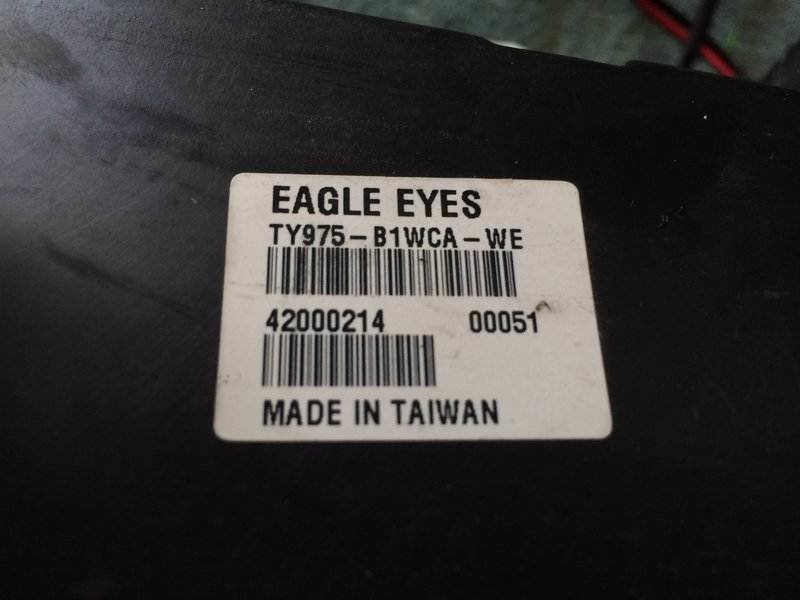 EAGLE EYES
TY975-B1WCA-WE
42000214 00051
MADE IN TAIWAN